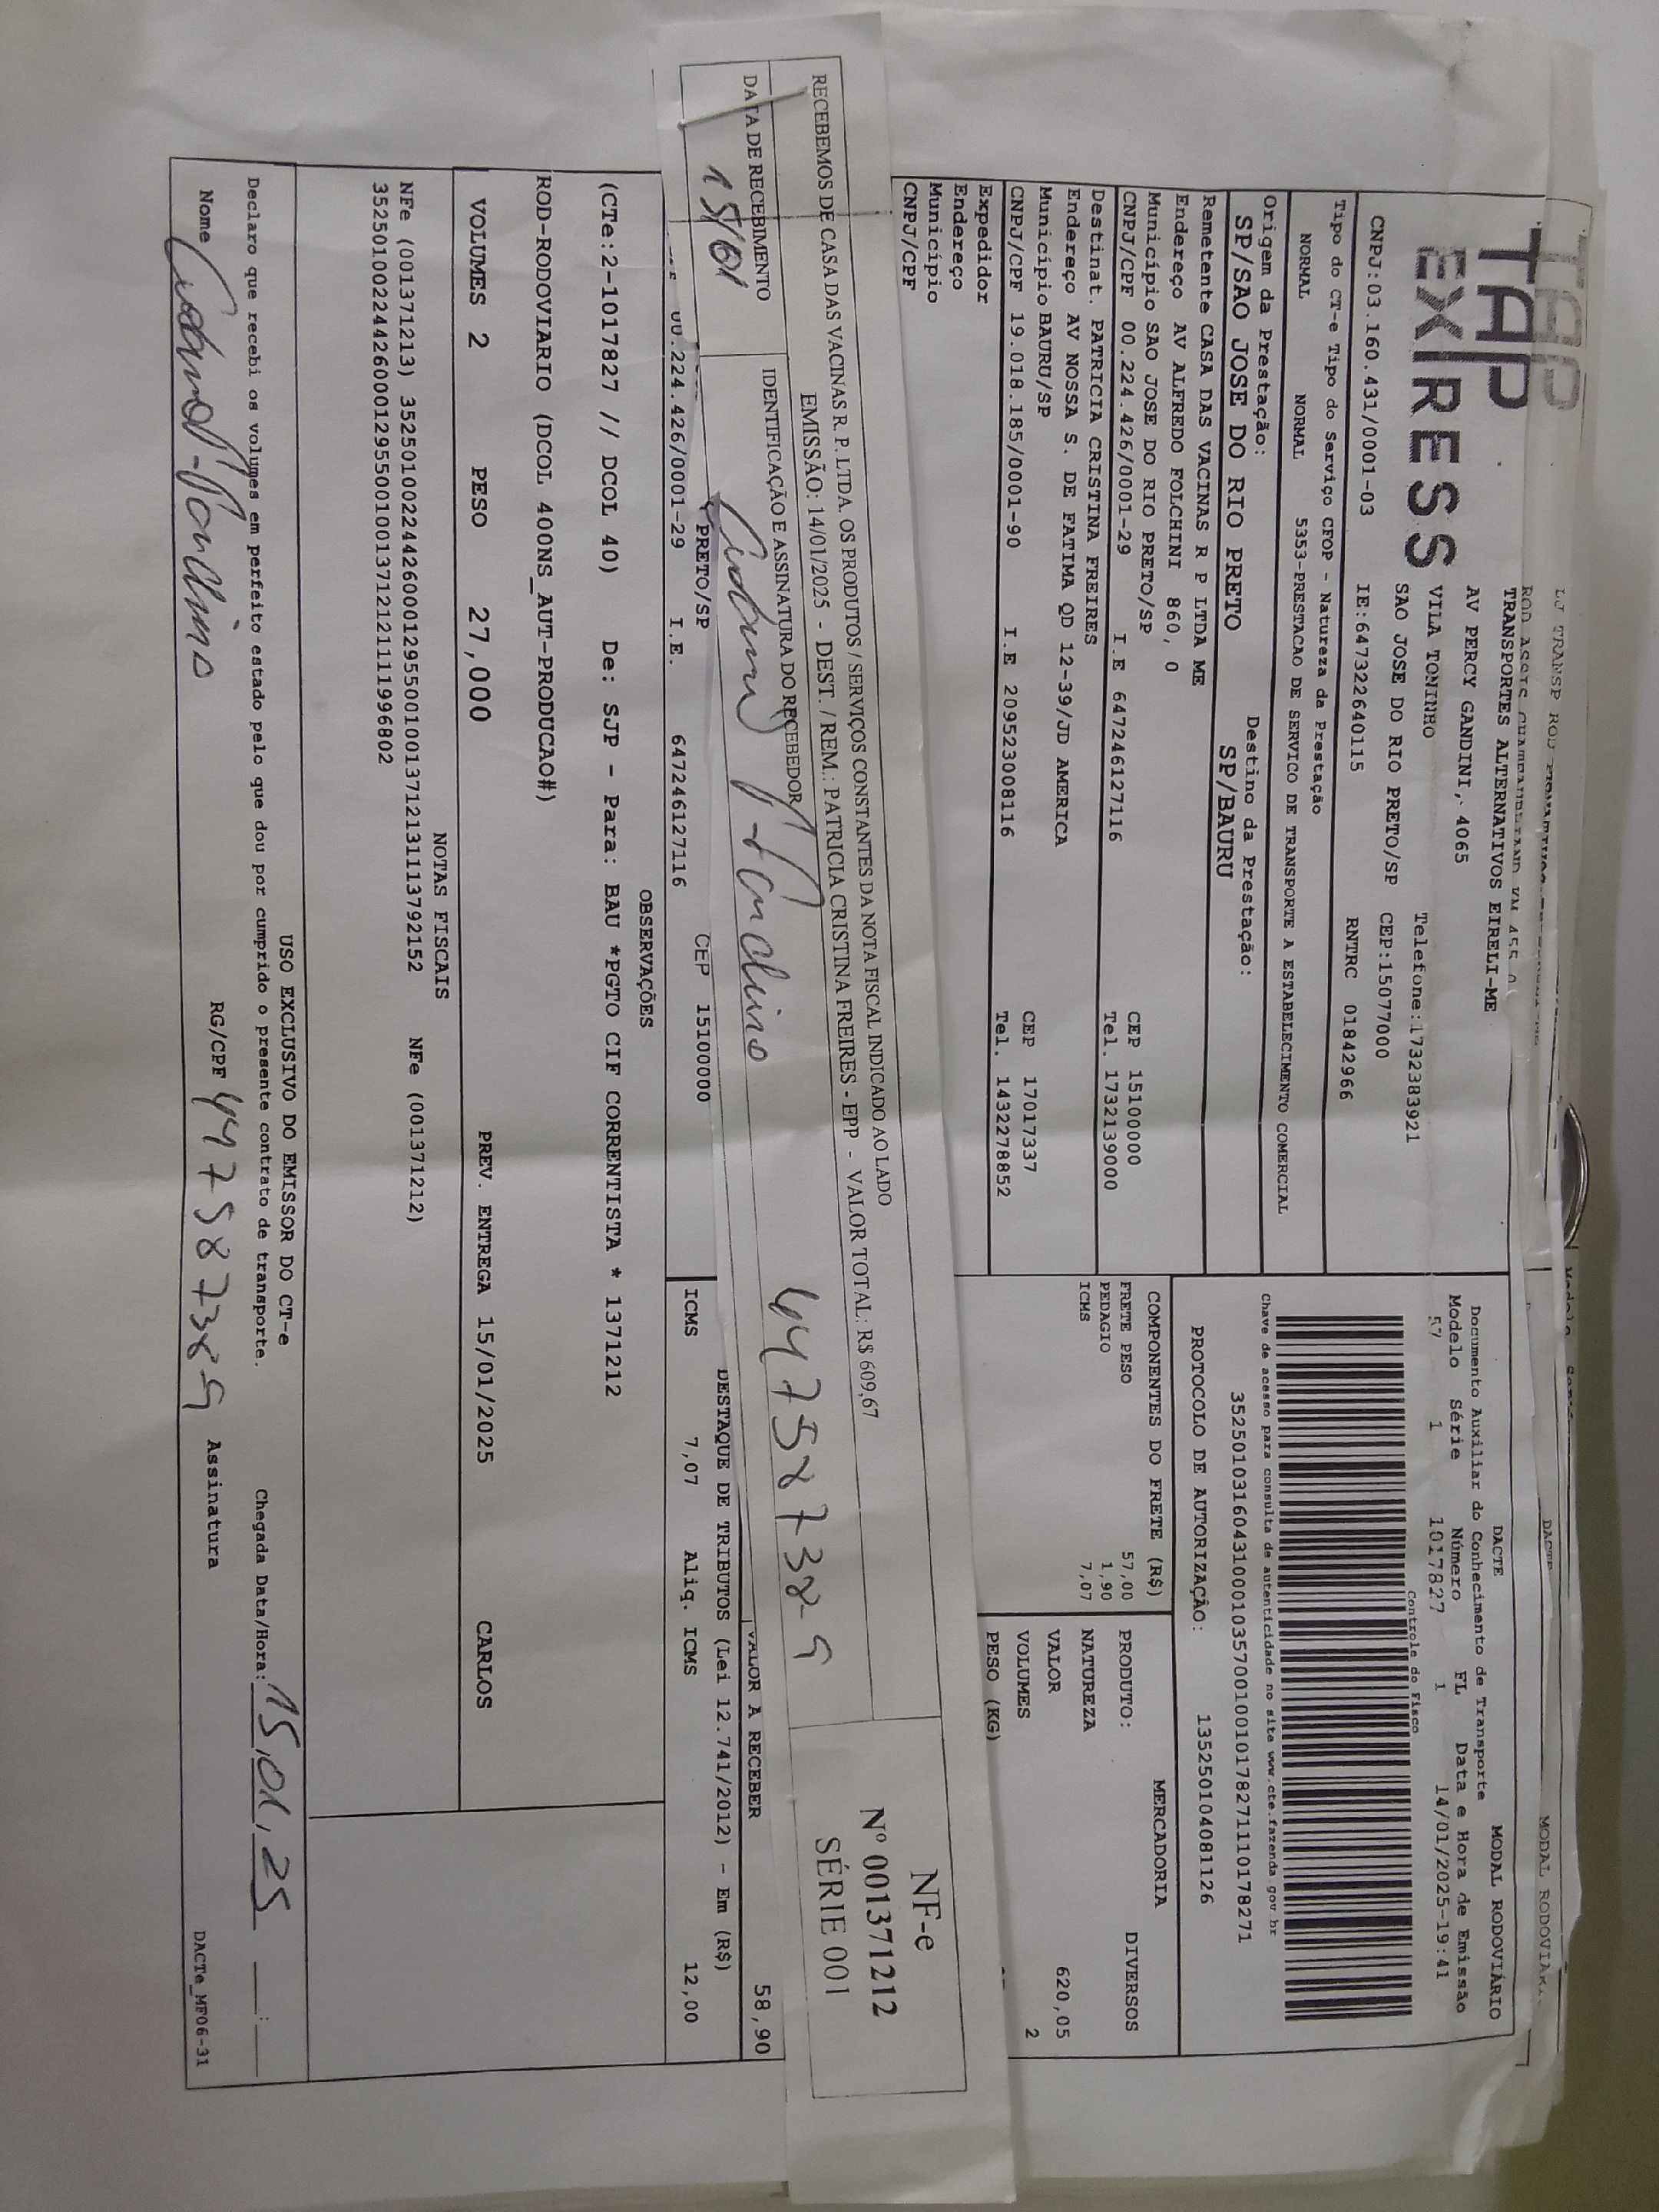 TAP
EXPRESS
TRANSPORTES ALTERNATIVOS EIRELI-ME
AV PERCY GANDINI, 4065
VILA TONINHO
Telefone:1732383921
SAO JOSE DO RIO PRETO/SP
CEP:15077000
CNPJ:03.160.431/0001-03
IE:647322640115
RNTRC 01842966
DACTE
MODAL RODOVIÁRIO
Documento Auxiliar do Conhecimento de Transporte
Modelo Série Número FL Data e Hora de Emissão
57 1 1017827 1 14/01/2025-19:41
Controle do Fisco
Chave de acesso para consulta de autenticidade no site www.cte.fazenda.gov.br
35250103160431000103570010010178271110178271
PROTOCOLO DE AUTORIZAÇÃO: 135250104081126
Tipo do CT-e Tipo do Serviço CFOP - Natureza da Prestação
NORMAL NORMAL 5353-PRESTACAO DE SERVICO DE TRANSPORTE A ESTABELECIMENTO COMERCIAL
Origem da Prestação: Destino da Prestação:
SP/SAO JOSE DO RIO PRETO SP/BAURU
Remetente CASA DAS VACINAS R P LTDA ME
Endereço AV ALFREDO FOLCHINI 860, 0
Município SAO JOSE DO RIO PRETO/SP CEP 15100000
CNPJ/CPF 00.224.426/0001-29 I.E 647246127116 Tel. 1732139000
Destinat. PATRICIA CRISTINA FREIRES
Endereço AV NOSSA S. DE FATIMA QD 12-39/JD AMERICA
Município BAURU/SP CEP 17017337
CNPJ/CPF 19.018.185/0001-90 I.E 209523008116 Tel. 1432278852
Expedidor
Endereço
Município
CNPJ/CPF
COMPONENTES DO FRETE (R$)
FRETE PESO 57,00
PEDAGIO 1,90
ICMS 7,07
MERCADORIA
PRODUTO: DIVERSOS
NATUREZA
VALOR 620,05
VOLUMES 2
PESO (KG)
RECEBEMOS DE CASA DAS VACINAS R. P. LTDA. OS PRODUTOS / SERVIÇOS CONSTANTES DA NOTA FISCAL INDICADO AO LADO
EMISSÃO: 14/01/2025 - DEST. / REM.: PATRICIA CRISTINA FREIRES - EPP - VALOR TOTAL: R$ 609,67
DATA DE RECEBIMENTO
15/01
IDENTIFICAÇÃO E ASSINATURA DO RECEBEDOR
447587389
NF-e
Nº 001371212
SÉRIE 001
VALOR A RECEBER 58,90
PRETO/SP
00.224.426/0001-29 I.E. 647246127116 CEP 15100000
DESTAQUE DE TRIBUTOS (Lei 12.741/2012) - Em (R$)
ICMS 7,07 Aliq. ICMS 12,00
OBSERVAÇÕES
(CTe:2-1017827 // DCOL 40) De: SJP - Para: BAU *PGTO CIF CORRENTISTA * 1371212
ROD-RODOVIARIO (DCOL 400NS_AUT-PRODUCAO#)
VOLUMES 2 PESO 27,000 PREV. ENTREGA 15/01/2025 CARLOS
NOTAS FISCAIS
NFe (001371213) 35250100224426000129550010013712131113792152 NFe (001371212)
35250100224426000129550010013712121111996802
USO EXCLUSIVO DO EMISSOR DO CT-e
Declaro que recebi os volumes em perfeito estado pelo que dou por cumprido o presente contrato de transporte.
Chegada Data/Hora: 15,01,25
Nome RG/CPF 447587389 Assinatura
DACTe_MF06-31